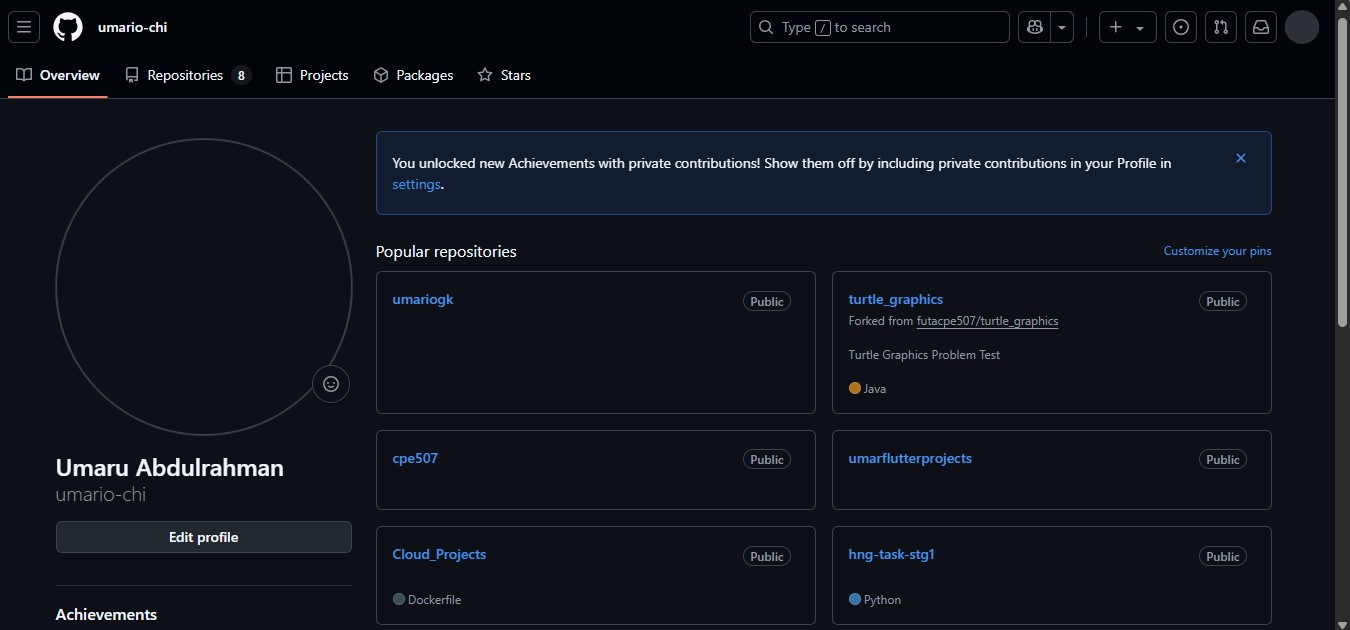 umario-chi
Type / to search
Overview
Repositories 8
Projects
Packages
Stars
You unlocked new Achievements with private contributions! Show them off by including private contributions in your Profile in
settings.
Popular repositories
Customize your pins
umariogk
Public
turtle_graphics
Public
Forked from futacpe507/turtle_graphics
Turtle Graphics Problem Test
Java
cpe507
Public
umarflutterprojects
Public
Cloud_Projects
Public
Dockerfile
hng-task-stg1
Public
Python
Umaru Abdulrahman
umario-chi
Edit profile
Achievements